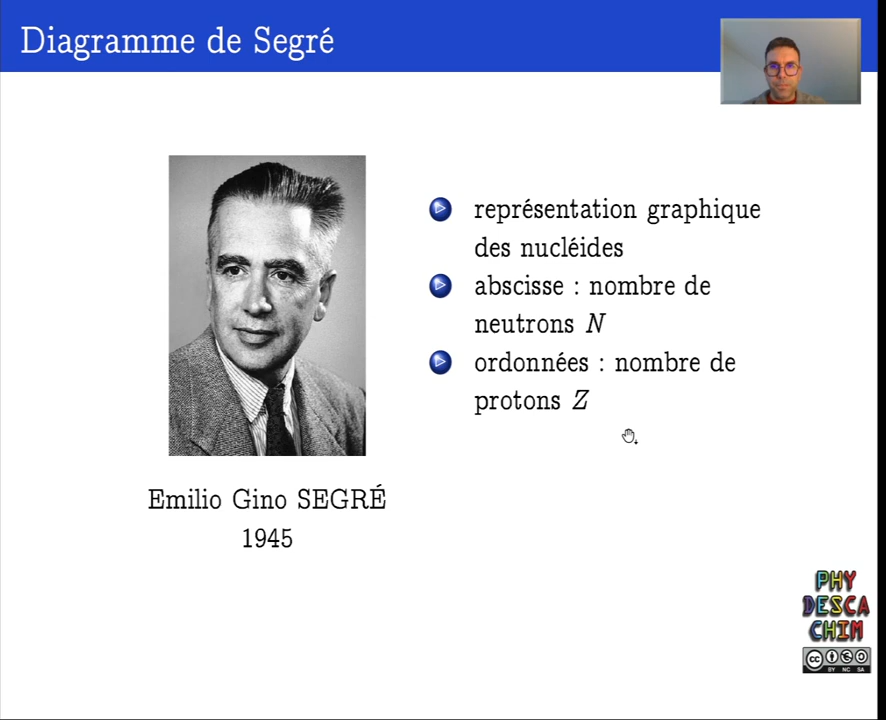 Diagramme de Segré
représentation graphique
des nucléides
abscisse : nombre de
neutrons N
ordonnées : nombre de
protons Z
Emilio Gino SEGRÉ
1945
PHY
DESCA
CHIM
cc
BY NC SA